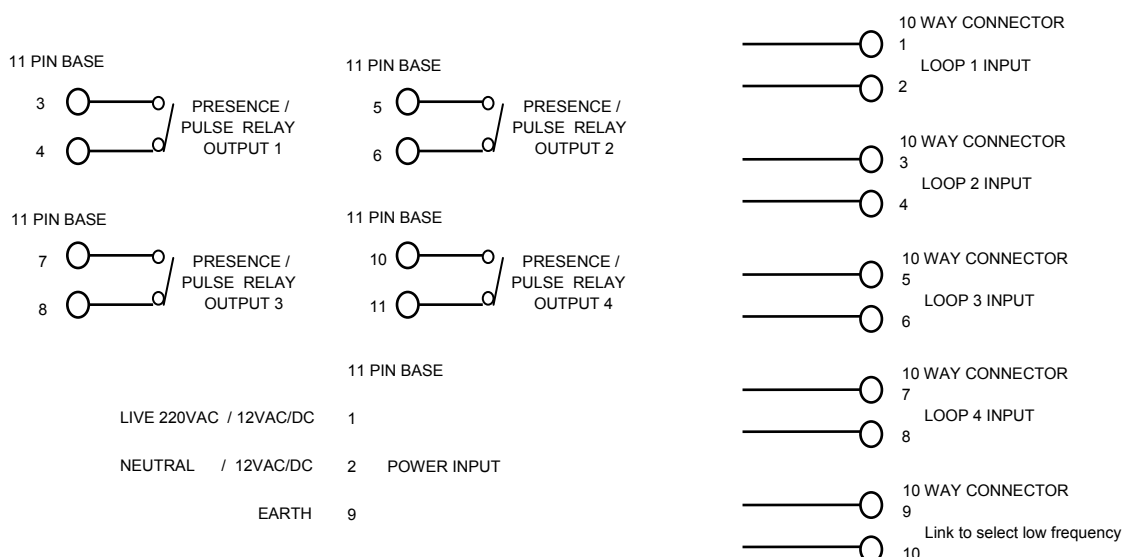 11 PIN BASE
3
4
PRESENCE /
PULSE RELAY
OUTPUT 1
11 PIN BASE
5
6
PRESENCE /
PULSE RELAY
OUTPUT 2
11 PIN BASE
7
8
PRESENCE /
PULSE RELAY
OUTPUT 3
11 PIN BASE
10
11
PRESENCE /
PULSE RELAY
OUTPUT 4
11 PIN BASE
LIVE 220VAC / 12VAC/DC 1
NEUTRAL / 12VAC/DC 2 POWER INPUT
EARTH 9
10 WAY CONNECTOR
1
LOOP 1 INPUT
2
10 WAY CONNECTOR
3
LOOP 2 INPUT
4
10 WAY CONNECTOR
5
LOOP 3 INPUT
6
10 WAY CONNECTOR
7
LOOP 4 INPUT
8
10 WAY CONNECTOR
9
Link to select low frequency
10